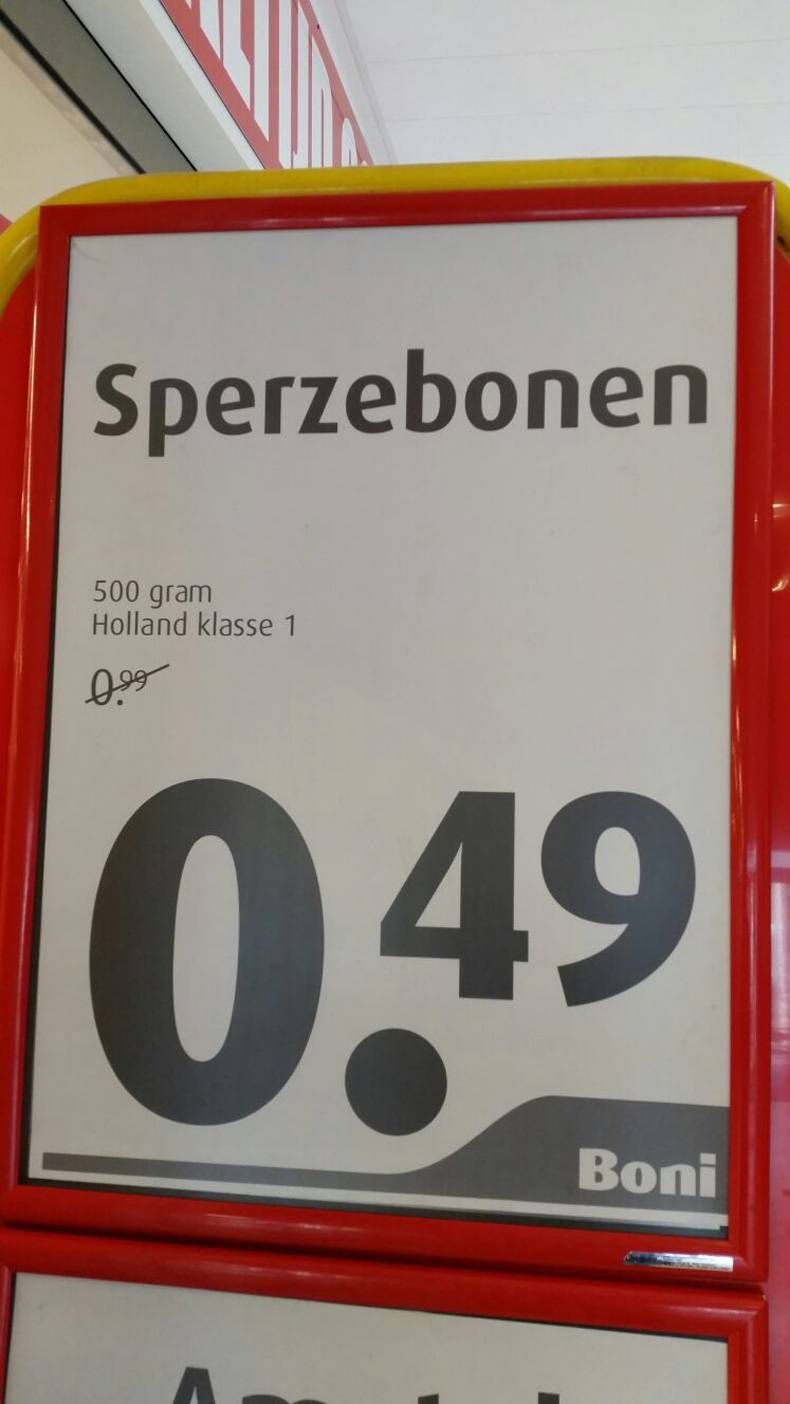 Sperzebonen
500 gram
Holland klasse 1
0.99
0.49
Boni